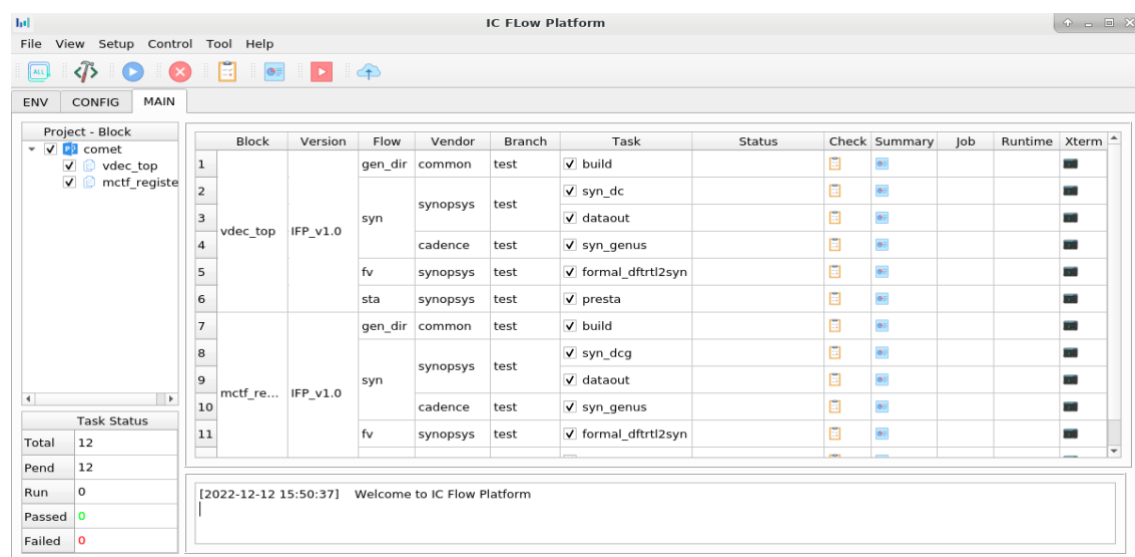 IC FLow Platform
File View Setup Control Tool Help
ALL
ENV CONFIG MAIN
Project - Block
comet
vdec_top
mctf_registe
Block Version Flow Vendor Branch Task Status Check Summary Job Runtime Xterm
1 gen_dir common test build
2 syn_dc
synopsys test
3 syn dataout
vdec_top IFP_v1.0
4 cadence test syn_genus
5 fv synopsys test formal_dftrtl2syn
6 sta synopsys test presta
7 gen_dir common test build
8 syn_dcg
synopsys test
9 syn dataout
mctf_re... IFP_v1.0
10 cadence test syn_genus
11 fv synopsys test formal_dftrtl2syn
Task Status
Total 12
Pend 12
Run 0
Passed 0
Failed 0
[2022-12-12 15:50:37] Welcome to IC Flow Platform